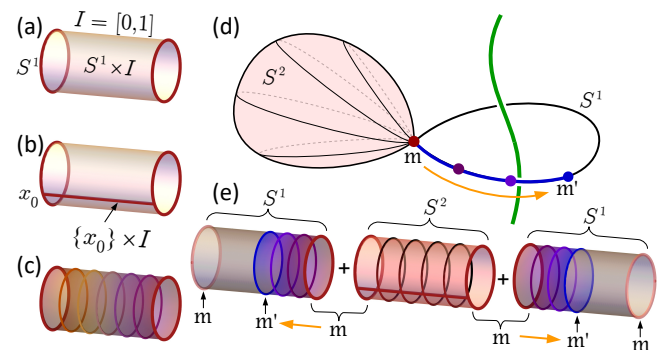 (a)
I = [0,1]
S¹
S¹×I
(b)
x₀
{x₀} × I
(c)
(d)
S²
S¹
m
m'
(e)
S¹
S²
S¹
+
+
m
m'
m
m
m'
m